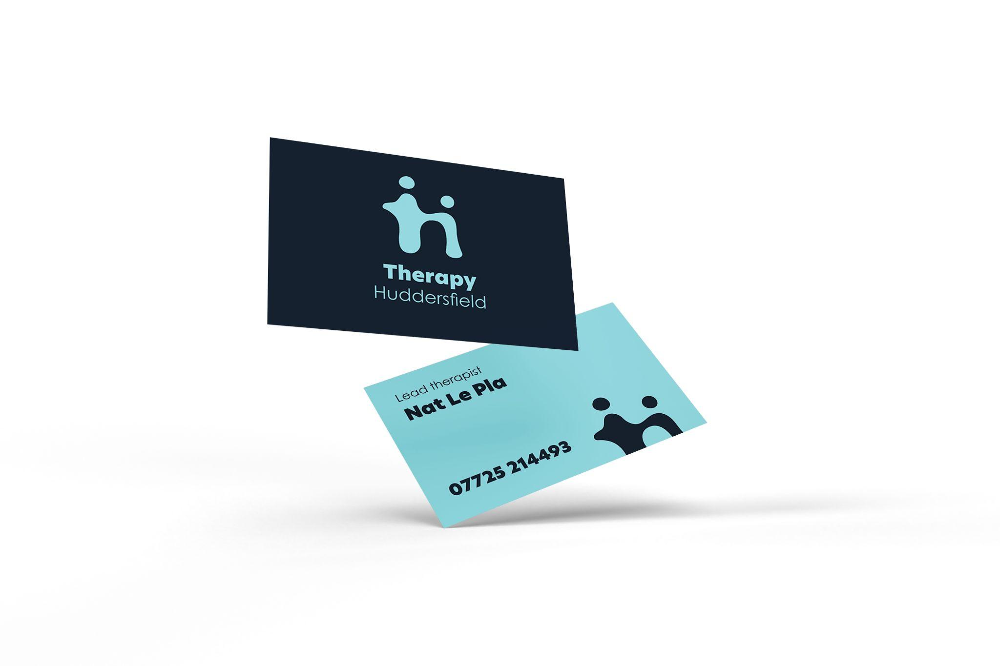 Therapy
Huddersfield
Lead therapist
Nat Le Pla
07725 214493